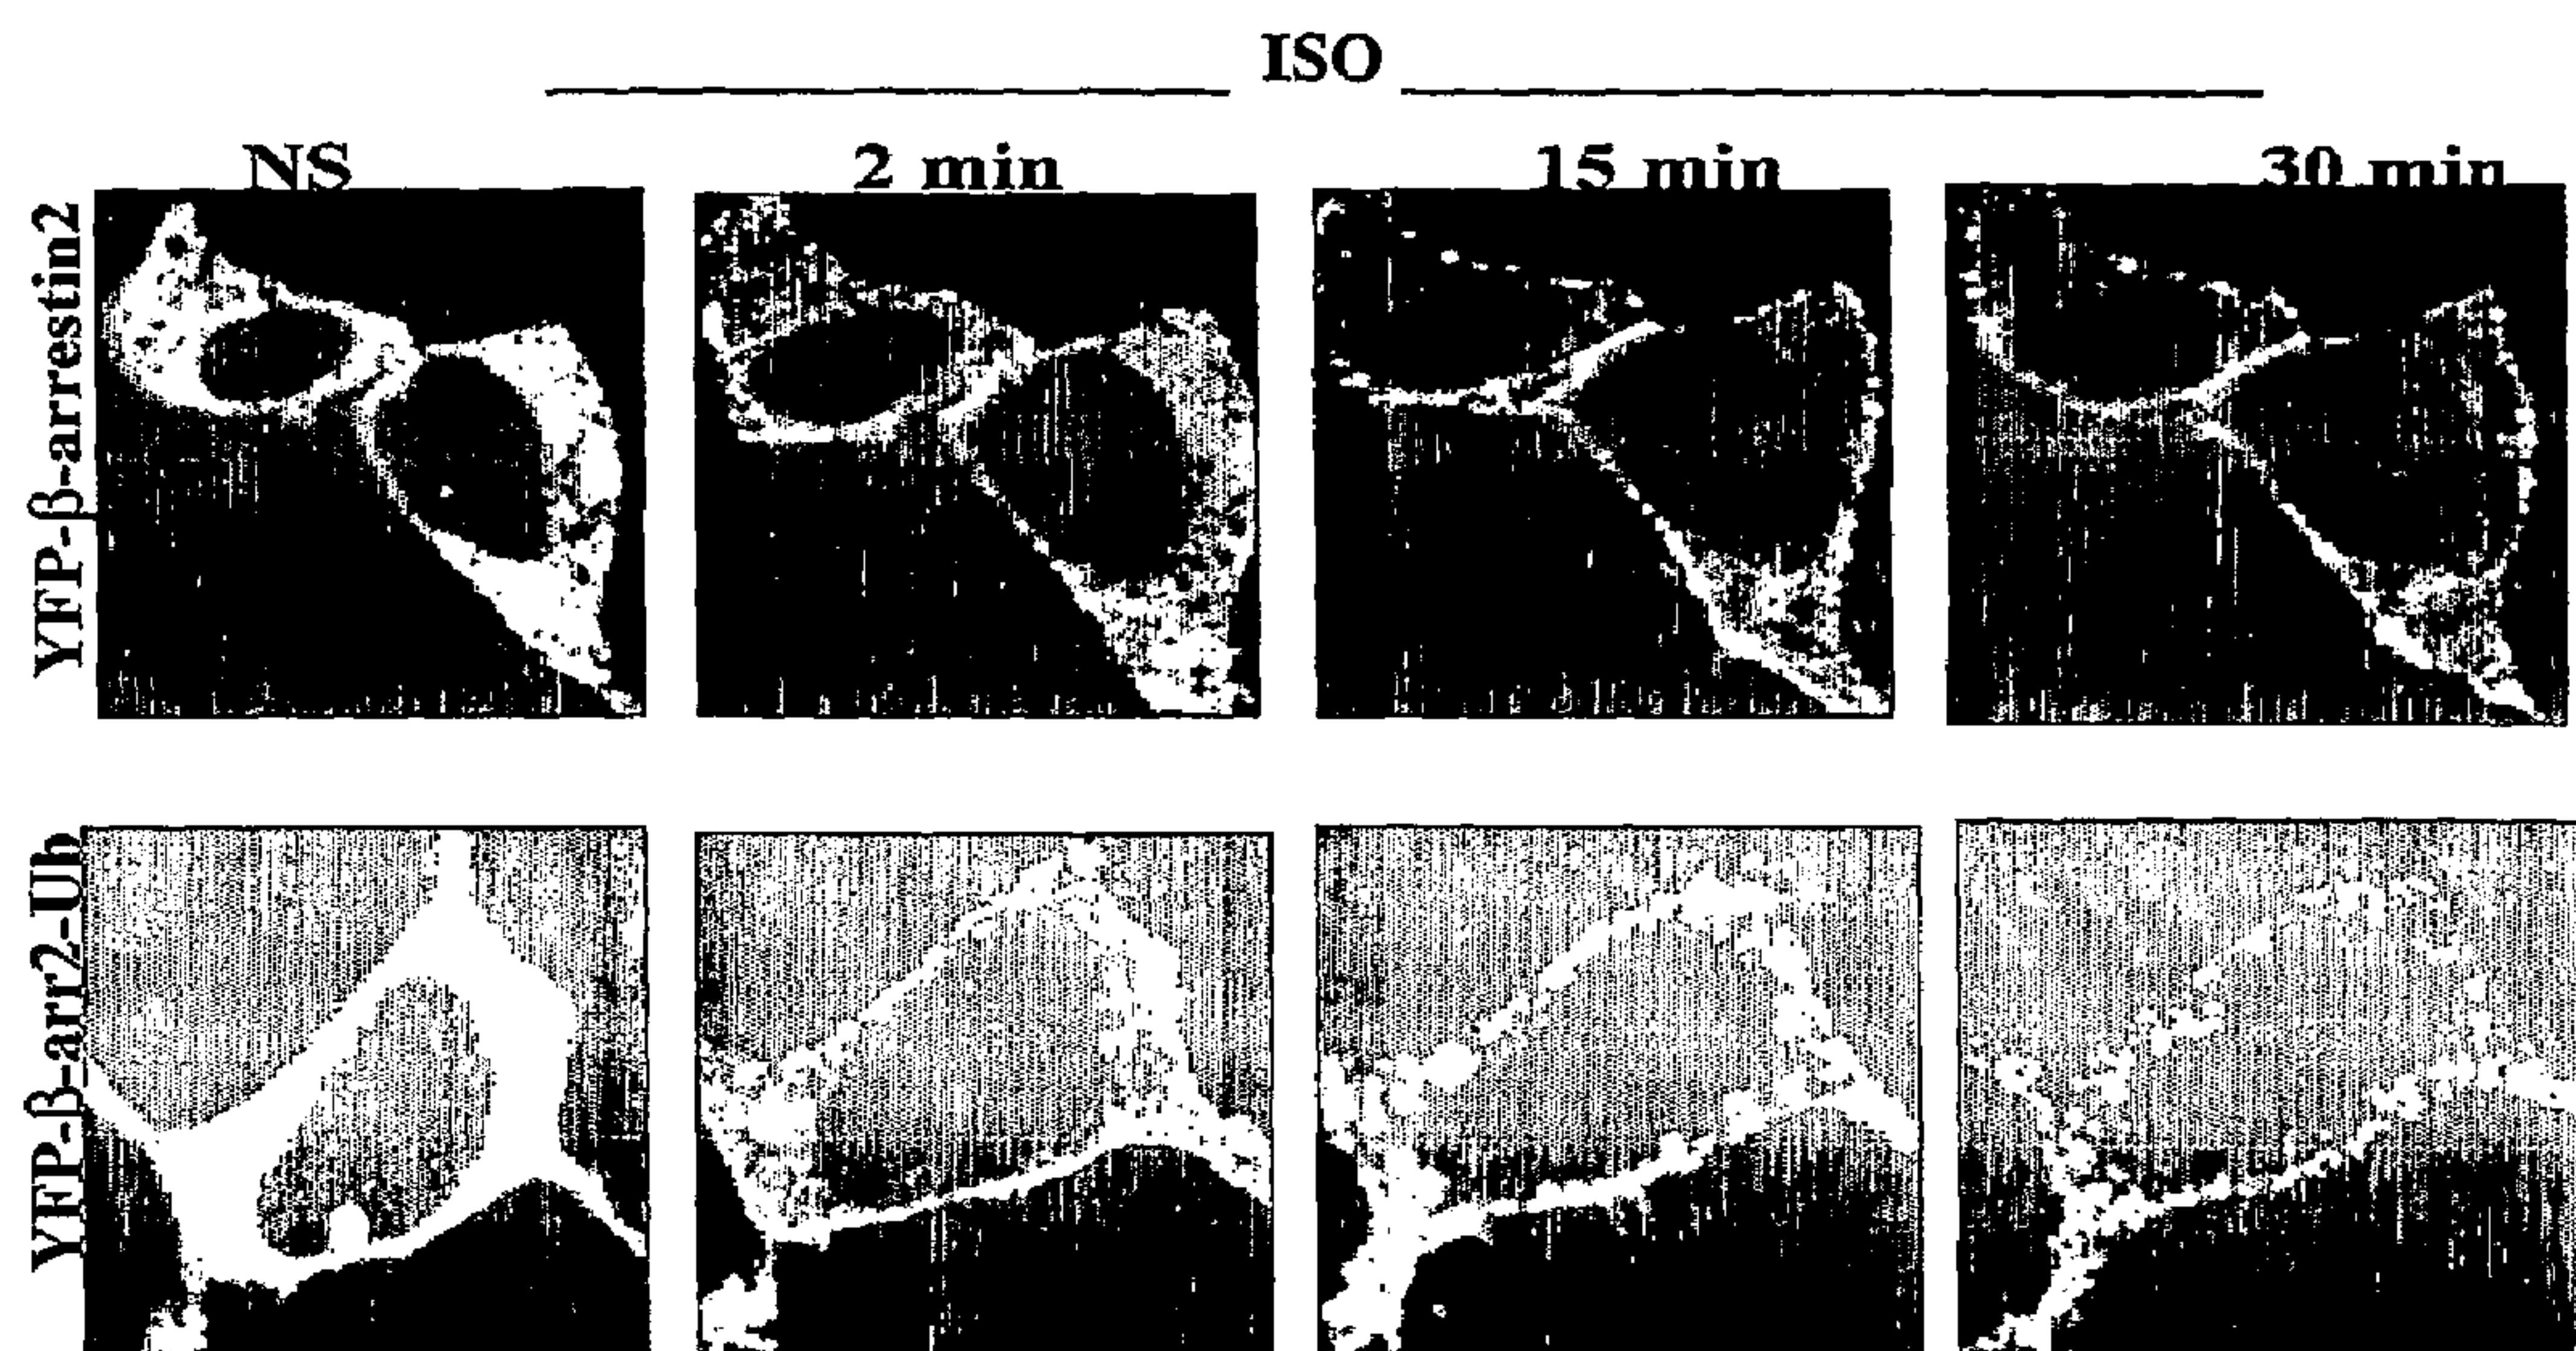 ISO
NS
2 min
15 min
30 min
YFP-β-arrestin2
YFP-β-arr2-Ub